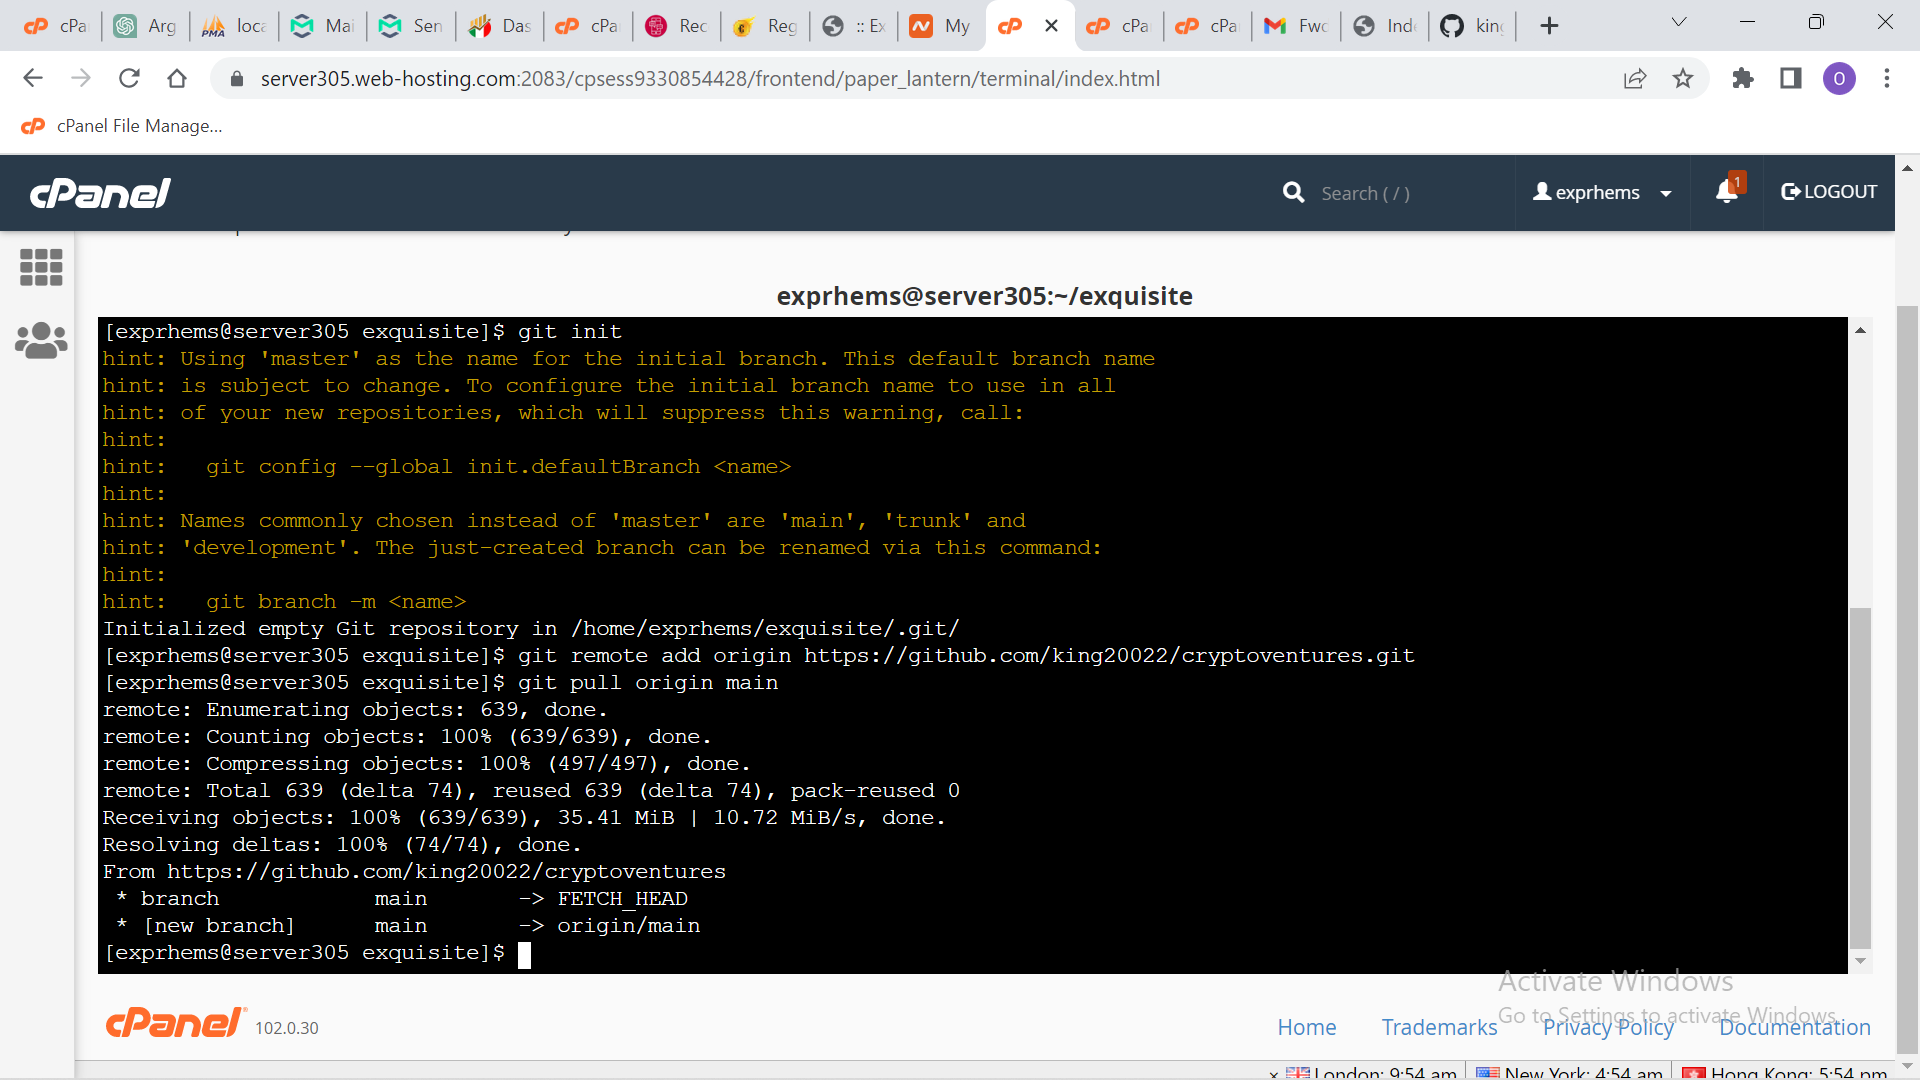 cPa
Arg
loca
Mai
Sen
Das
cPa
Rec
Reg
:: Ex
My
cPa
cPa
Fwd
Inde
king
server305.web-hosting.com:2083/cpsess9330854428/frontend/paper_lantern/terminal/index.html
O
cPanel File Manage...
cPanel
Search ( / )
exprhems
1
LOGOUT
exprhems@server305:~/exquisite
[exprhems@server305 exquisite]$ git init
hint: Using 'master' as the name for the initial branch. This default branch name
hint: is subject to change. To configure the initial branch name to use in all
hint: of your new repositories, which will suppress this warning, call:
hint:
hint:   git config --global init.defaultBranch <name>
hint:
hint: Names commonly chosen instead of 'master' are 'main', 'trunk' and
hint: 'development'. The just-created branch can be renamed via this command:
hint:
hint:   git branch -m <name>
Initialized empty Git repository in /home/exprhems/exquisite/.git/
[exprhems@server305 exquisite]$ git remote add origin https://github.com/king20022/cryptoventures.git
[exprhems@server305 exquisite]$ git pull origin main
remote: Enumerating objects: 639, done.
remote: Counting objects: 100% (639/639), done.
remote: Compressing objects: 100% (497/497), done.
remote: Total 639 (delta 74), reused 639 (delta 74), pack-reused 0
Receiving objects: 100% (639/639), 35.41 MiB | 10.72 MiB/s, done.
Resolving deltas: 100% (74/74), done.
From https://github.com/king20022/cryptoventures
 * branch            main       -> FETCH_HEAD
 * [new branch]      main       -> origin/main
[exprhems@server305 exquisite]$
Activate Windows
Go to Settings to activate Windows.
cPanel 102.0.30
Home
Trademarks
Privacy Policy
Documentation
London: 9:54 am
New York: 4:54 am
Hong Kong: 5:54 pm